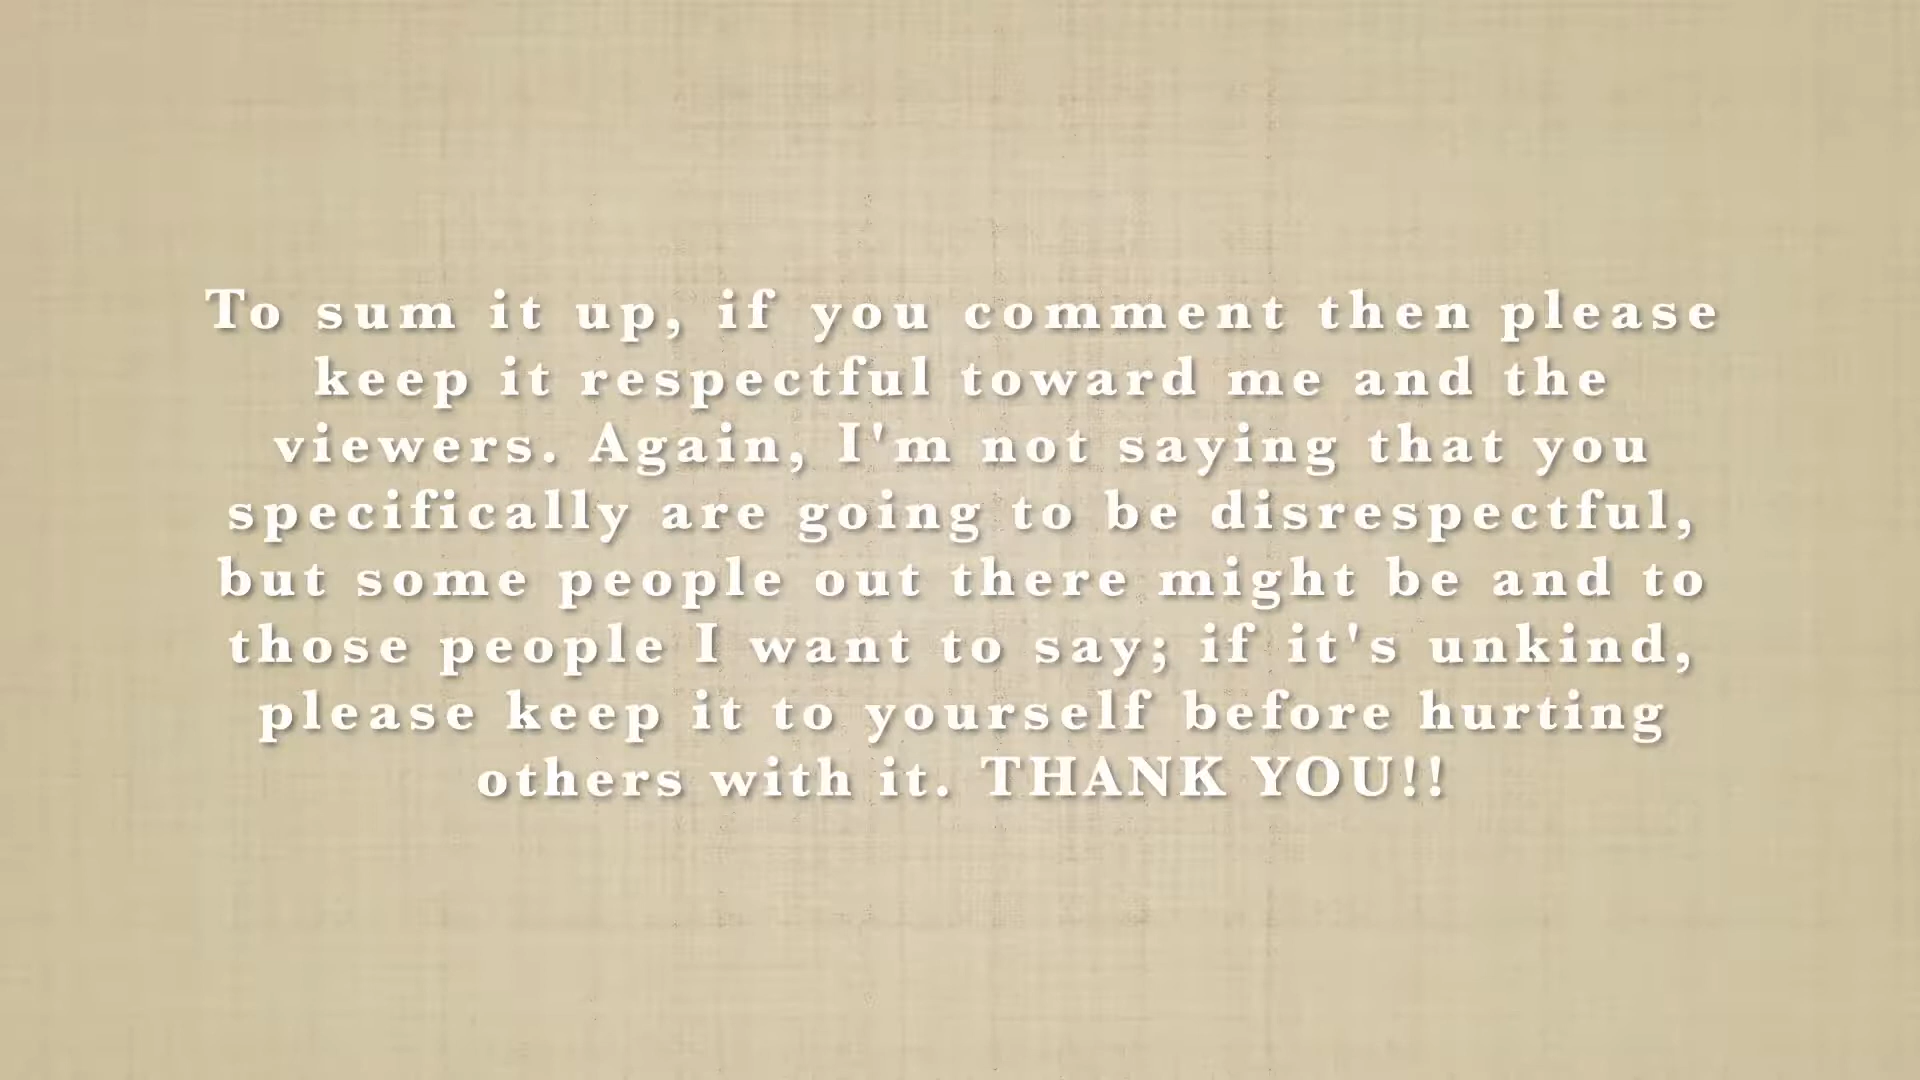 To sum it up, if you comment then please
keep it respectful toward me and the
viewers. Again, I'm not saying that you
specifically are going to be disrespectful,
but some people out there might be and to
those people I want to say; if it's unkind,
please keep it to yourself before hurting
others with it. THANK YOU!!